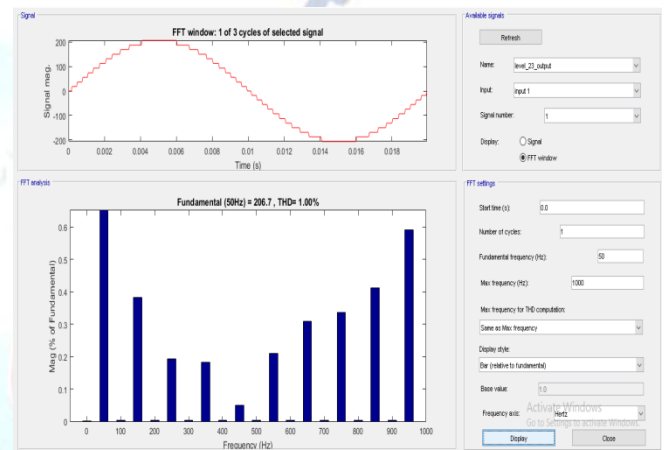 Signal
FFT window: 1 of 3 cycles of selected signal
Signal mag.
200
100
0
-100
-200
0 0.002 0.004 0.006 0.008 0.01 0.012 0.014 0.016 0.018
Time (s)
FFT analysis
Fundamental (50Hz) = 206.7 , THD= 1.00%
Mag (% of Fundamental)
0.6
0.5
0.4
0.3
0.2
0.1
0
0 100 200 300 400 500 600 700 800 900 1000
Frequency (Hz)
Available signals
Refresh
Name: level_23_output
Input: input 1
Signal number: 1
Display: Signal
FFT window
FFT settings
Start time (s): 0.0
Number of cycles: 1
Fundamental frequency (Hz): 50
Max frequency (Hz): 1000
Max frequency for THD computation:
Same as Max frequency
Display style:
Bar (relative to fundamental)
Base value: 1.0
Frequency axis: Hertz
Activate Windows
Go to Settings to activate Windows.
Display Close